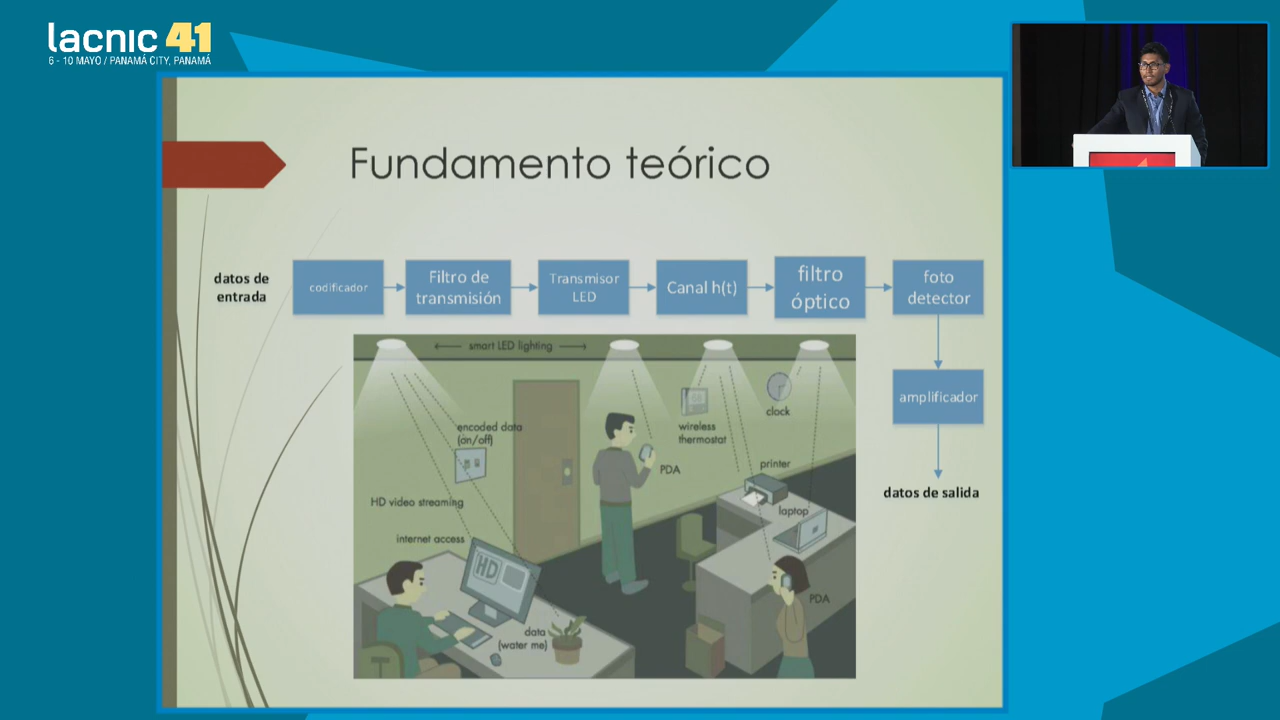 lacnic 41
6 - 10 MAYO / PANAMÁ CITY, PANAMÁ
Fundamento teórico
datos de
entrada
codificador
Filtro de
transmisión
Transmisor
LED
Canal h(t)
filtro
óptico
foto
detector
amplificador
datos de salida
smart LED lighting
encoded data
(on/off)
HD video streaming
internet access
HD
data
(water me)
PDA
wireless
thermostat
clock
printer
laptop
PDA